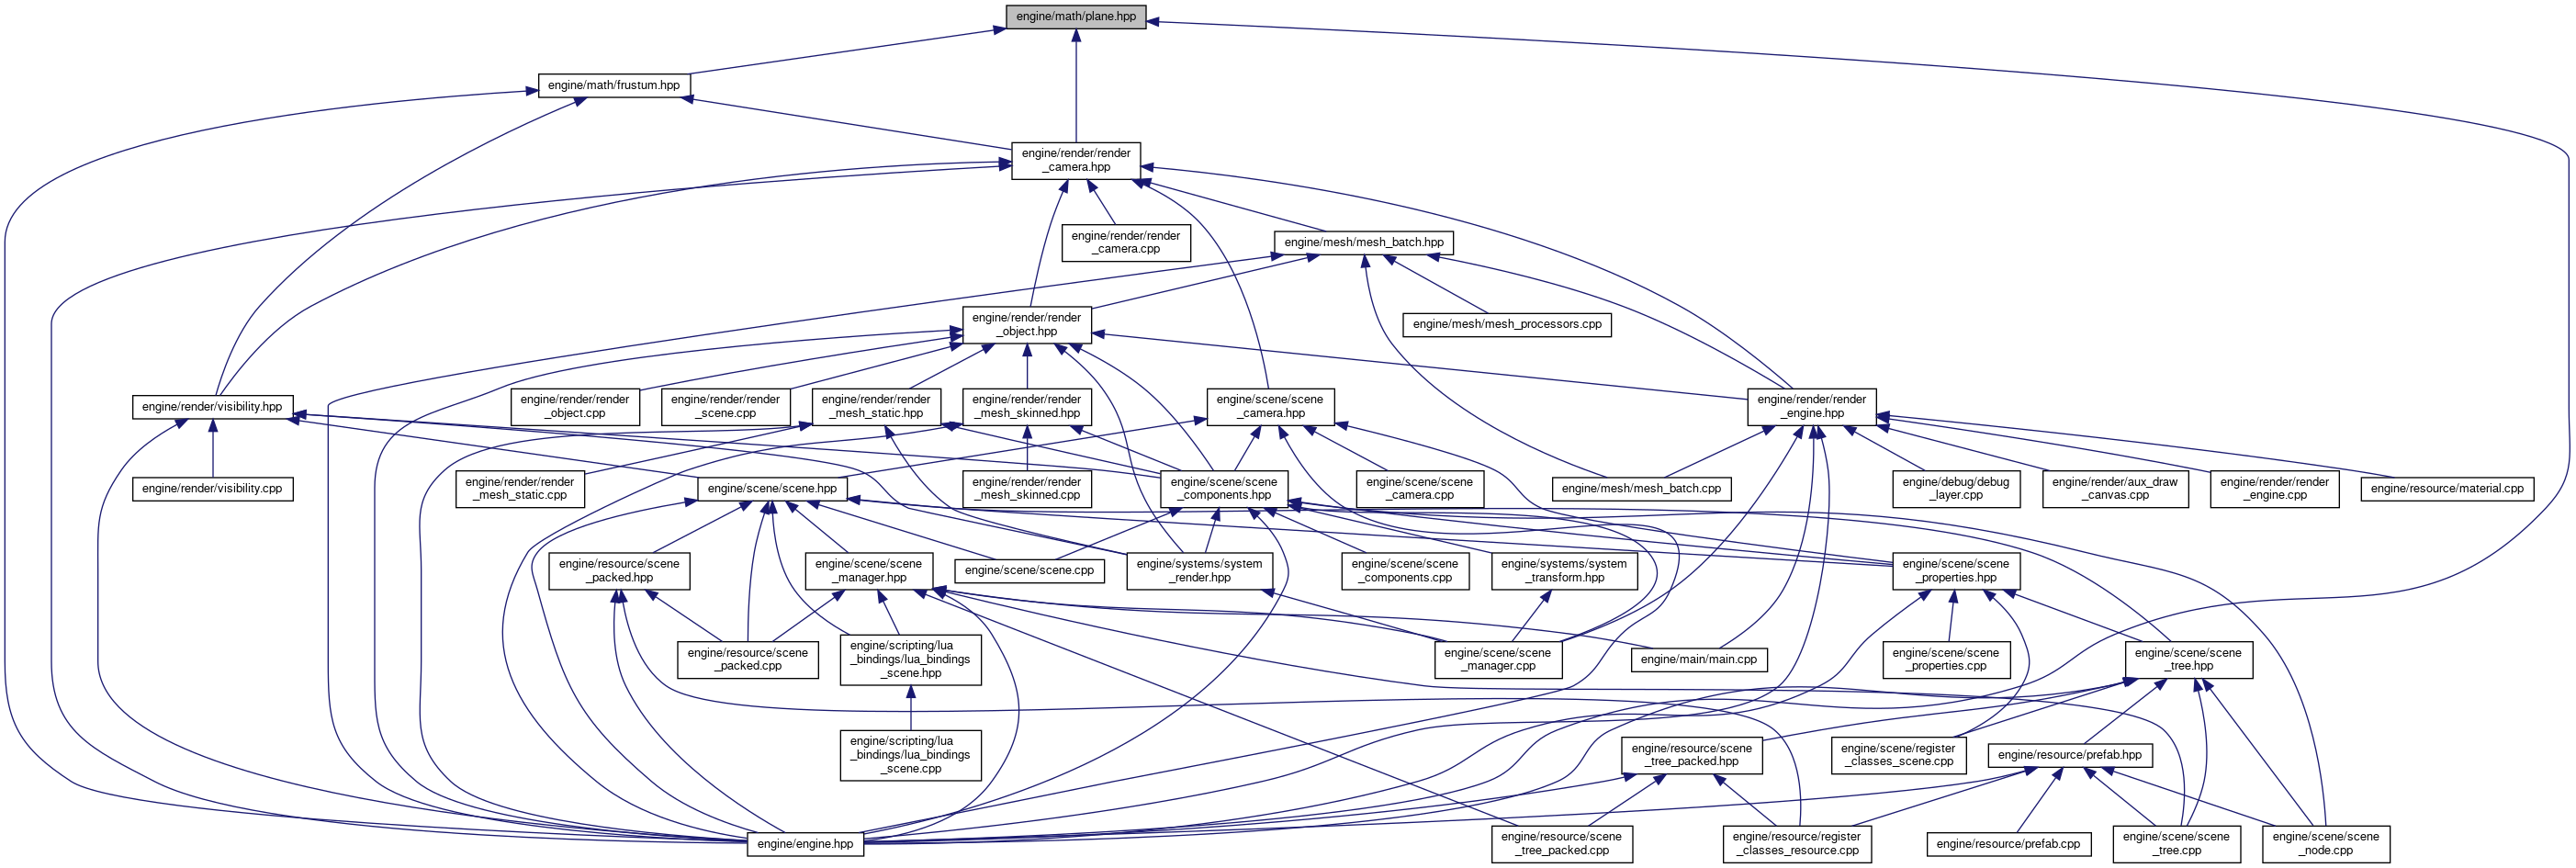 engine/math/plane.hpp
engine/math/frustum.hpp
engine/render/render
_camera.hpp
engine/render/render
_camera.cpp
engine/mesh/mesh_batch.hpp
engine/render/render
_object.hpp
engine/mesh/mesh_processors.cpp
engine/render/visibility.hpp
engine/render/render
_object.cpp
engine/render/render
_scene.cpp
engine/render/render
_mesh_static.hpp
engine/render/render
_mesh_skinned.hpp
engine/scene/scene
_camera.hpp
engine/render/render
_engine.hpp
engine/render/visibility.cpp
engine/render/render
_mesh_static.cpp
engine/scene/scene.hpp
engine/render/render
_mesh_skinned.cpp
engine/scene/scene
_components.hpp
engine/scene/scene
_camera.cpp
engine/mesh/mesh_batch.cpp
engine/debug/debug
_layer.cpp
engine/render/aux_draw
_canvas.cpp
engine/render/render
_engine.cpp
engine/resource/material.cpp
engine/resource/scene
_packed.hpp
engine/scene/scene
_manager.hpp
engine/scene/scene.cpp
engine/systems/system
_render.hpp
engine/scene/scene
_components.cpp
engine/systems/system
_transform.hpp
engine/scene/scene
_properties.hpp
engine/resource/scene
_packed.cpp
engine/scripting/lua
_bindings/lua_bindings
_scene.hpp
engine/scene/scene
_manager.cpp
engine/main/main.cpp
engine/scene/scene
_properties.cpp
engine/scene/scene
_tree.hpp
engine/scripting/lua
_bindings/lua_bindings
_scene.cpp
engine/resource/scene
_tree_packed.hpp
engine/scene/register
_classes_scene.cpp
engine/resource/prefab.hpp
engine/engine.hpp
engine/resource/scene
_tree_packed.cpp
engine/resource/register
_classes_resource.cpp
engine/resource/prefab.cpp
engine/scene/scene
_tree.cpp
engine/scene/scene
_node.cpp